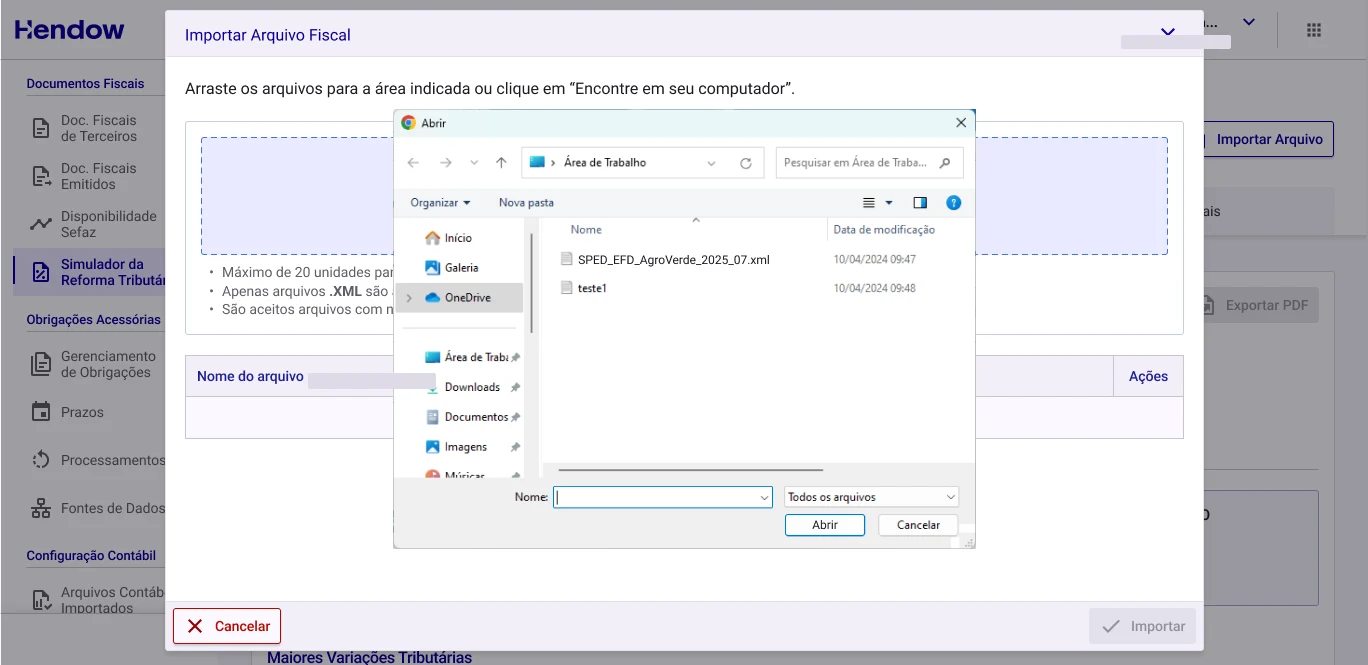 Hendow
Importar Arquivo Fiscal
...
Documentos Fiscais
Doc. Fiscais
de Terceiros
Doc. Fiscais
Emitidos
Disponibilidade
Sefaz
Simulador da
Reforma Tributár
Obrigações Acessórias
Gerenciamento
de Obrigações
Prazos
Processamentos
Fontes de Dados
Configuração Contábil
Arquivos Contáb
Importados
Arraste os arquivos para a área indicada ou clique em “Encontre em seu computador”.
• Máximo de 20 unidades par
• Apenas arquivos .XML são
• São aceitos arquivos com n
Nome do arquivo
Ações
Abrir
Área de Trabalho
Pesquisar em Área de Traba...
Organizar
Nova pasta
Início
Galeria
OneDrive
Área de Traba
Downloads
Documentos
Imagens
Músicas
Nome
Data de modificação
SPED_EFD_AgroVerde_2025_07.xml
10/04/2024 09:47
teste1
10/04/2024 09:48
Nome:
Todos os arquivos
Abrir
Cancelar
Importar Arquivo
ais
Exportar PDF
Cancelar
Importar
Maiores Variações Tributárias